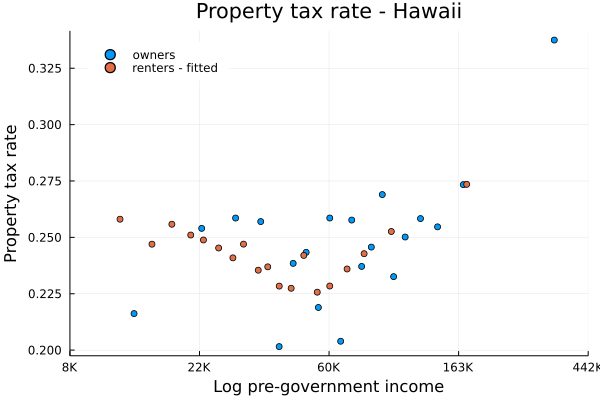 Property tax rate - Hawaii
owners
renters - fitted
Property tax rate
0.325
0.300
0.275
0.250
0.225
0.200
8K 22K 60K 163K 442K
Log pre-government income